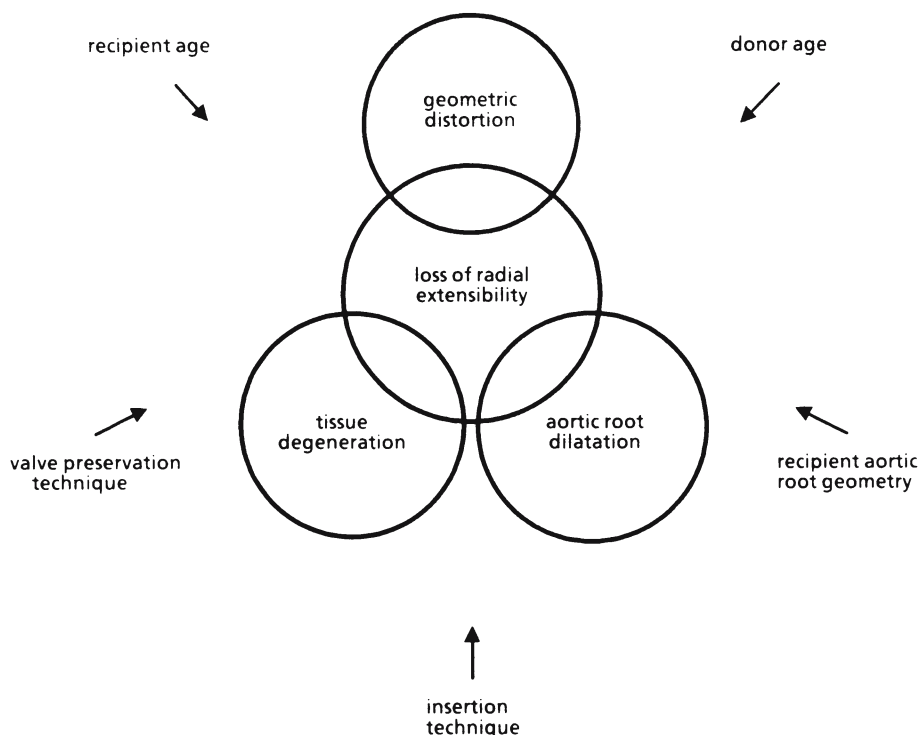 recipient age
donor age
geometric
distortion
loss of radial
extensibility
tissue
degeneration
aortic root
dilatation
valve preservation
technique
recipient aortic
root geometry
insertion
technique